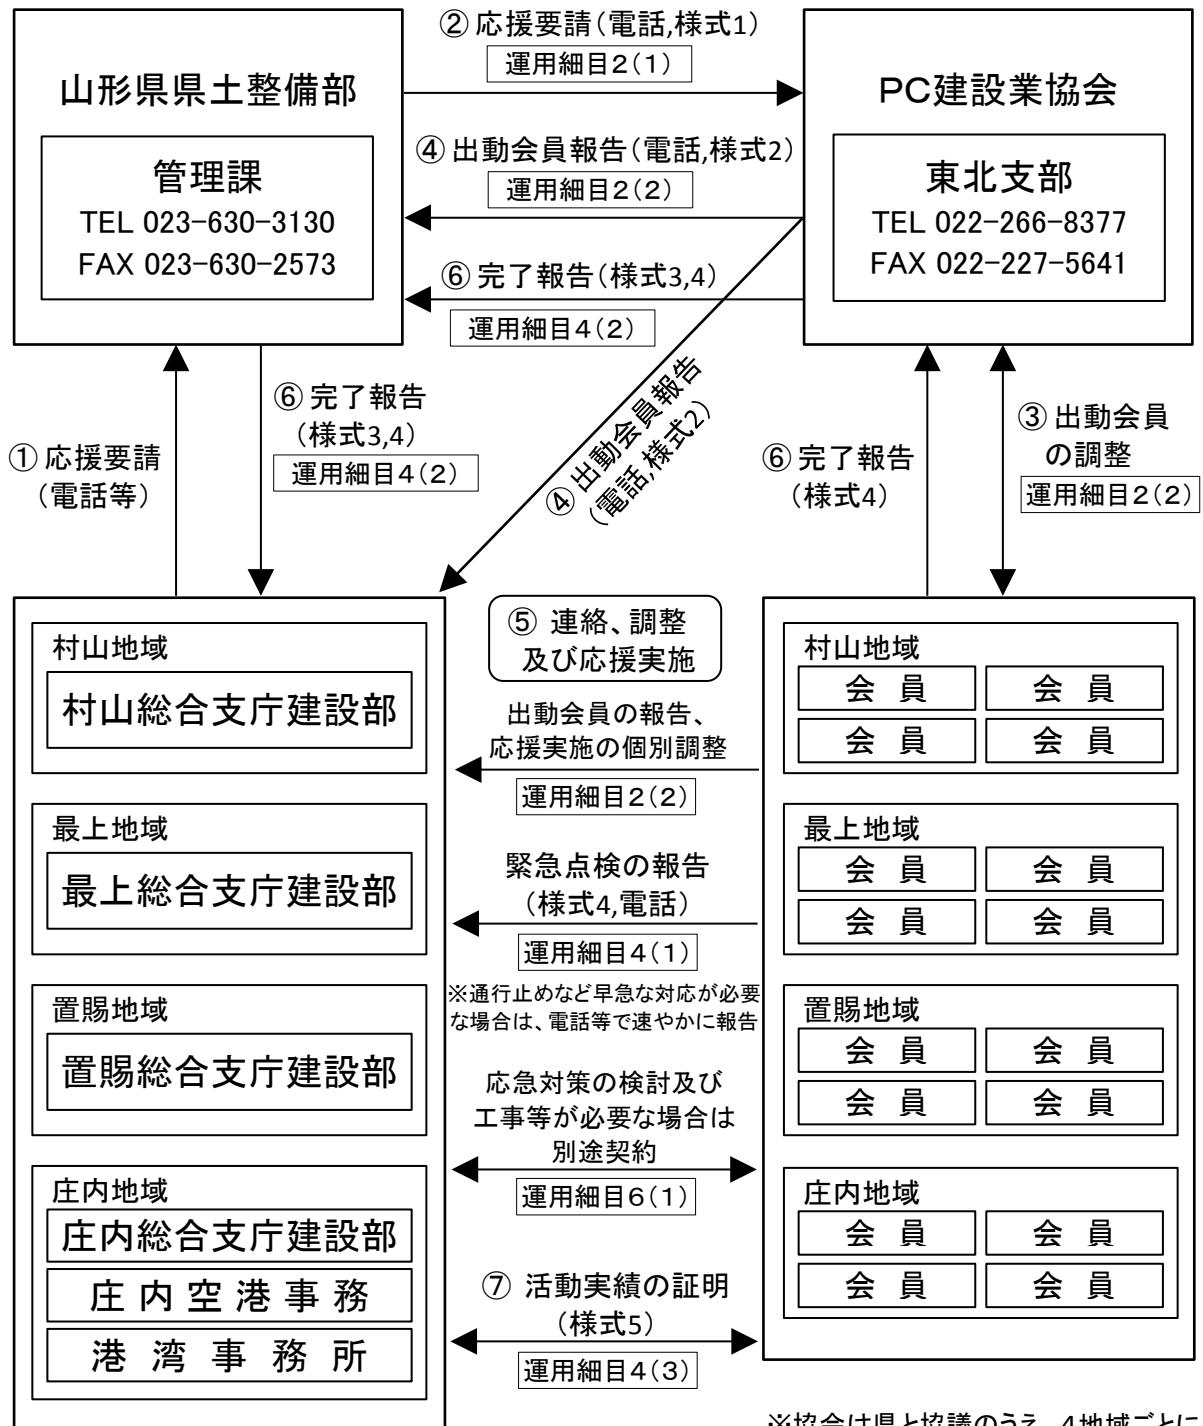 ② 応援要請(電話,様式1)
運用細目2(1)
山形県県土整備部
管理課
TEL 023-630-3130
FAX 023-630-2573
PC建設業協会
東北支部
TEL 022-266-8377
FAX 022-227-5641
④ 出動会員報告(電話,様式2)
運用細目2(2)
⑥ 完了報告(様式3,4)
運用細目4(2)
① 応援要請
(電話等)
⑥ 完了報告
(様式3,4)
運用細目4(2)
④ 出動会員報告
(電話,様式2)
⑥ 完了報告
(様式4)
③ 出動会員
の調整
運用細目2(2)
村山地域
村山総合支庁建設部
最上地域
最上総合支庁建設部
置賜地域
置賜総合支庁建設部
庄内地域
庄内総合支庁建設部
庄内空港事務
港湾事務所
⑤ 連絡、調整
及び応援実施
出動会員の報告、
応援実施の個別調整
運用細目2(2)
緊急点検の報告
(様式4,電話)
運用細目4(1)
※通行止めなど早急な対応が必要
な場合は、電話等で速やかに報告
応急対策の検討及び
工事等が必要な場合は
別途契約
運用細目6(1)
⑦ 活動実績の証明
(様式5)
運用細目4(3)
村山地域
会員 会員
会員 会員
最上地域
会員 会員
会員 会員
置賜地域
会員 会員
会員 会員
庄内地域
会員 会員
会員 会員
※協会は県と協議のうえ、4地域ごとに